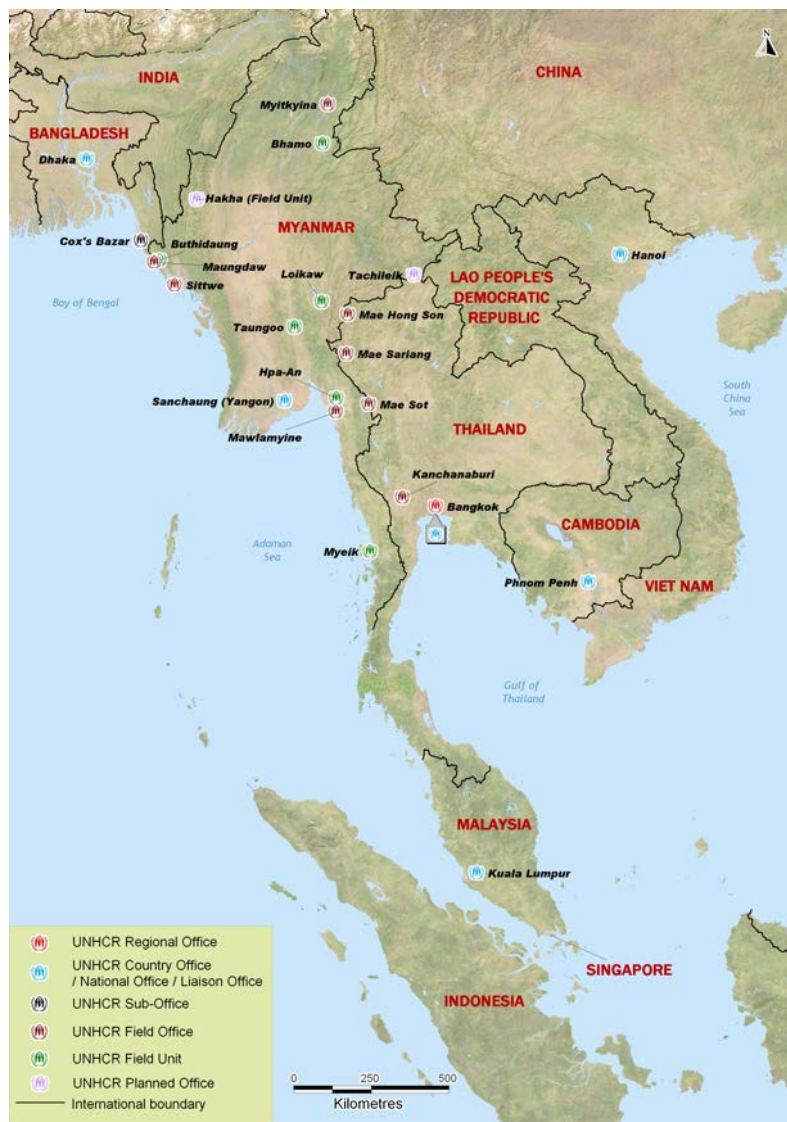 N
INDIA
CHINA
Myitkyina
BANGLADESH
Bhamo
Dhaka
Hakha (Field Unit)
MYANMAR
Cox's Bazar
Buthidaung
Hanoi
Maungdaw
Loikaw
Tachileik
LAO PEOPLE'S
DEMOCRATIC
REPUBLIC
Sittwe
Bay of Bengal
Mae Hong Son
Taungoo
Mae Sariang
Hpa-An
South
China
Sea
Sanchaung (Yangon)
Mae Sot
THAILAND
Mawlamyine
Kanchanaburi
Bangkok
CAMBODIA
Adaman
Sea
Myeik
Phnom Penh
VIET NAM
Gulf of
Thailand
MALAYSIA
Kuala Lumpur
SINGAPORE
INDONESIA
UNHCR Regional Office
UNHCR Country Office
/ National Office / Liaison Office
UNHCR Sub-Office
UNHCR Field Office
UNHCR Field Unit
UNHCR Planned Office
International boundary
0 250 500
Kilometres